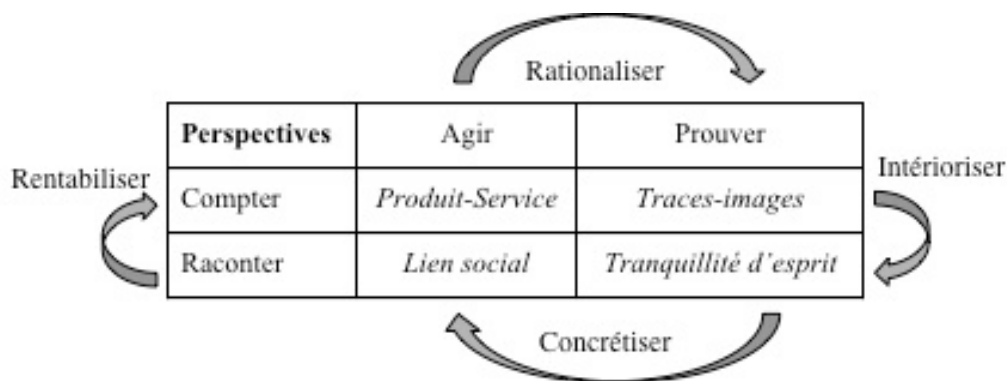 Rationaliser
Perspectives Agir Prouver
Rentabiliser Intérioriser
Compter Produit-Service Traces-images
Raconter Lien social Tranquillité d'esprit
Concrétiser